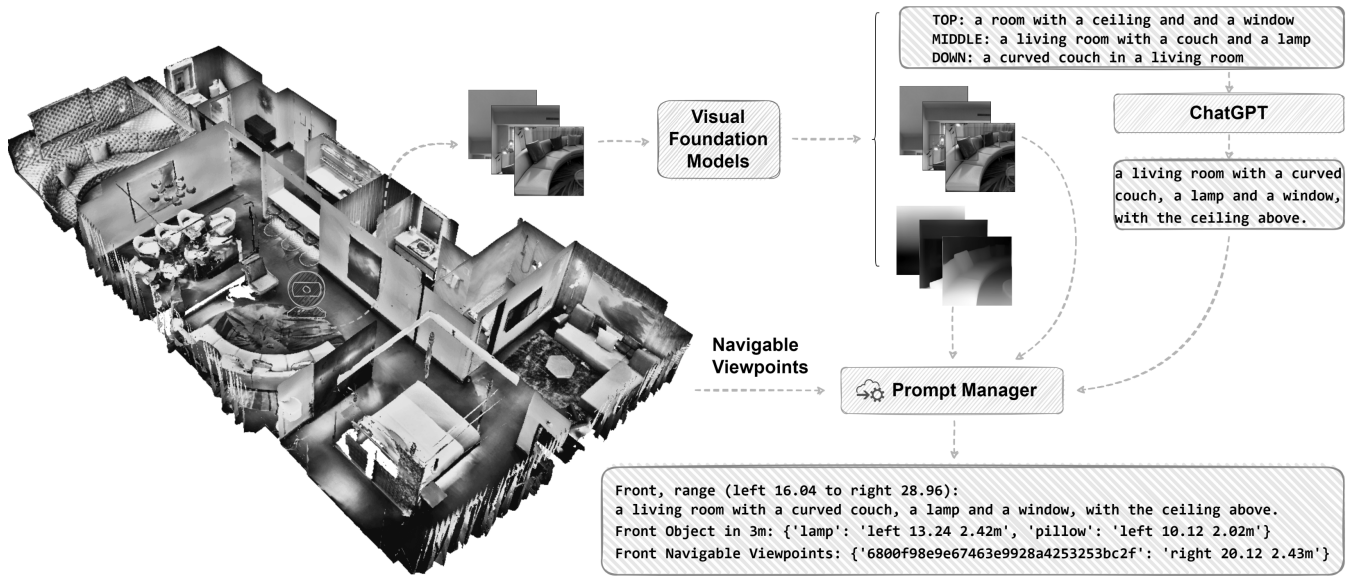 TOP: a room with a ceiling and and a window
MIDDLE: a living room with a couch and a lamp
DOWN: a curved couch in a living room
Visual
Foundation
Models
ChatGPT
a living room with a curved
couch, a lamp and a window,
with the ceiling above.
Navigable
Viewpoints
Prompt Manager
Front, range (left 16.04 to right 28.96):
a living room with a curved couch, a lamp and a window, with the ceiling above.
Front Object in 3m: {'lamp': 'left 13.24 2.42m', 'pillow': 'left 10.12 2.02m'}
Front Navigable Viewpoints: {'6800f98e9e67463e9928a4253253bc2f': 'right 20.12 2.43m'}